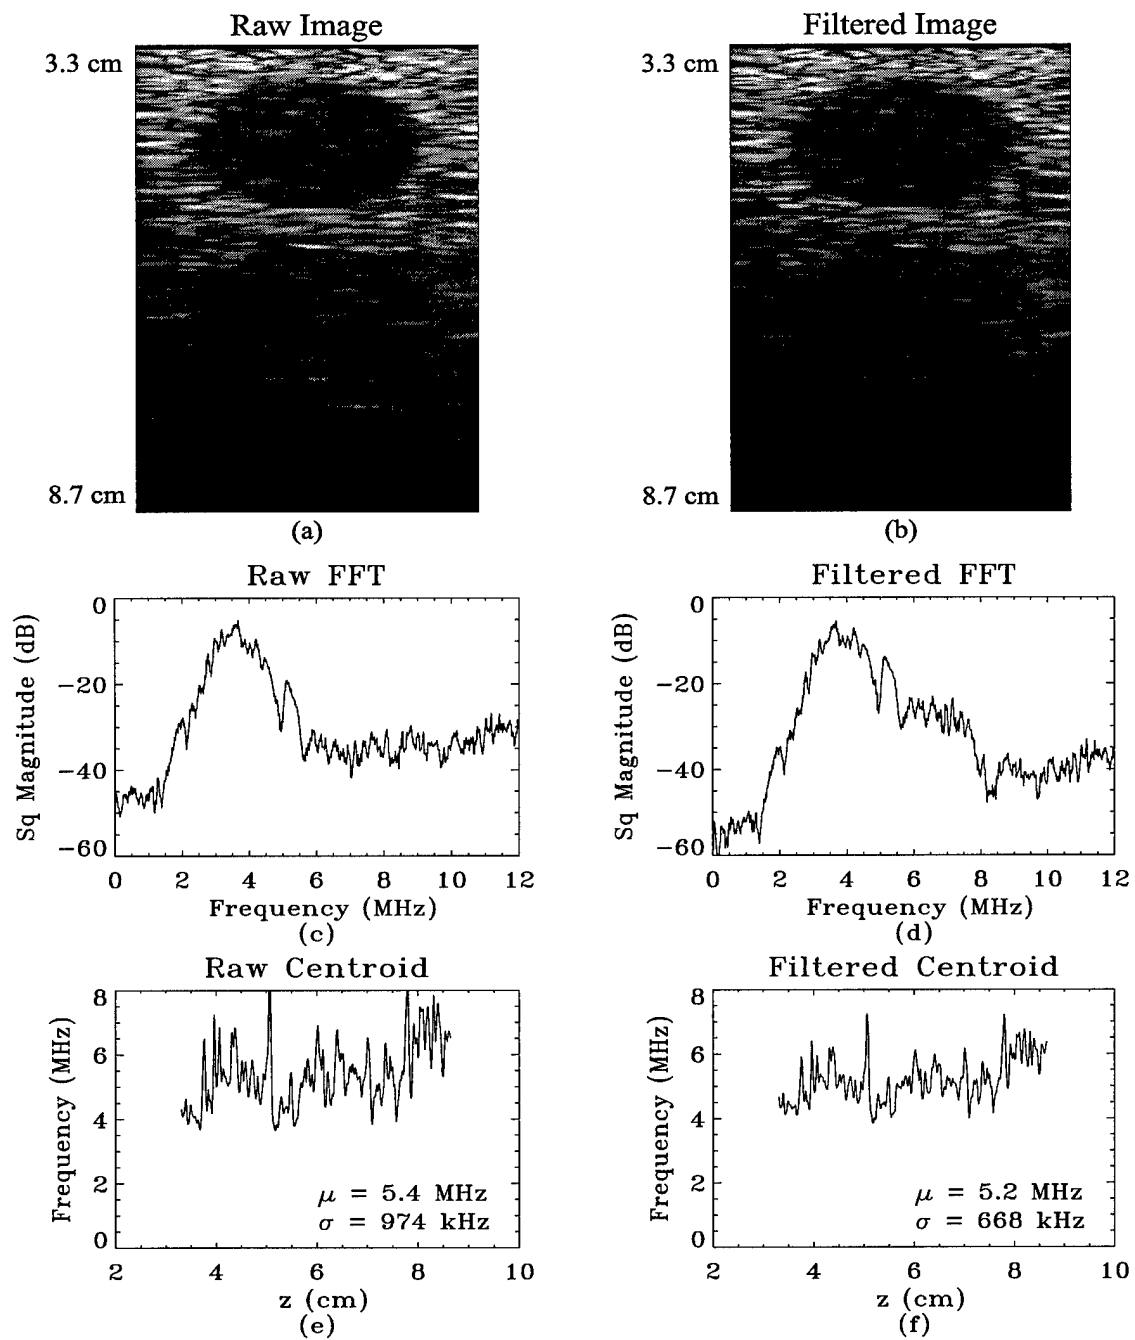 Raw Image
Filtered Image
3.3 cm
3.3 cm
8.7 cm
8.7 cm
(a)
(b)
Raw FFT
Filtered FFT
Sq Magnitude (dB)
0
−20
−40
−60
0 2 4 6 8 10 12
Frequency (MHz)
(c)
Sq Magnitude (dB)
0
−20
−40
−60
0 2 4 6 8 10 12
Frequency (MHz)
(d)
Raw Centroid
Filtered Centroid
Frequency (MHz)
8
6
4
2
0
μ = 5.4 MHz
σ = 974 kHz
2 4 6 8 10
z (cm)
(e)
Frequency (MHz)
8
6
4
2
0
μ = 5.2 MHz
σ = 668 kHz
2 4 6 8 10
z (cm)
(f)